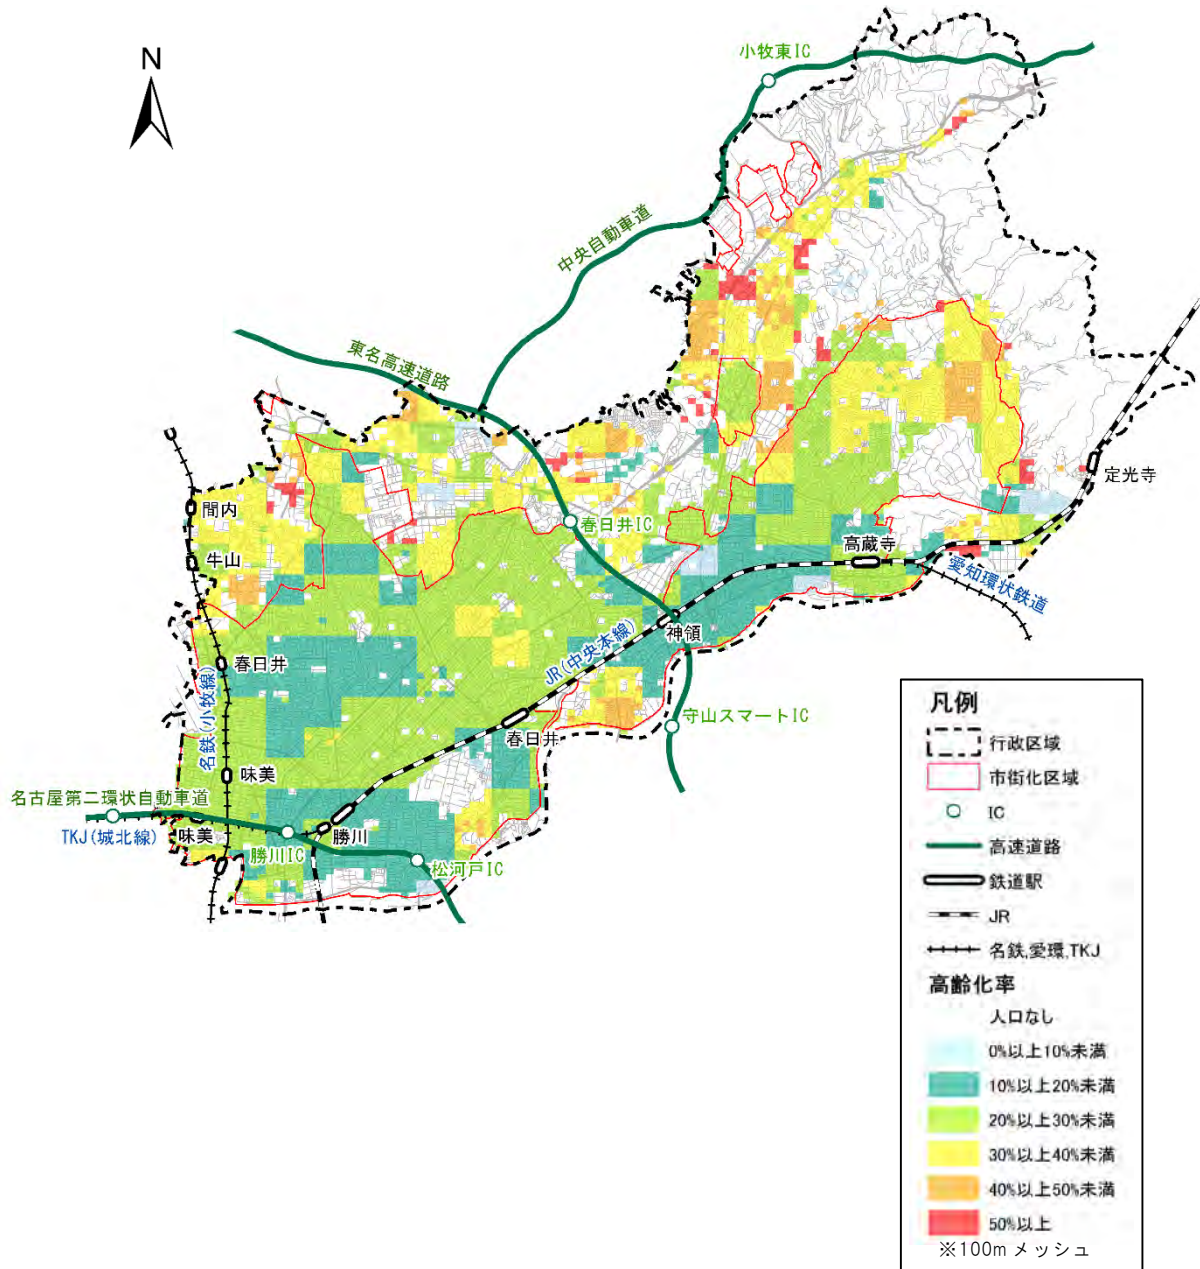 N
小牧東IC
中央自動車道
東名高速道路
定光寺
間内
春日井IC
牛山
高蔵寺
愛知環状鉄道
神領
JR(中央本線)
春日井
名鉄(小牧線)
守山スマートIC
春日井
味美
名古屋第二環状自動車道
TKJ(城北線)
味美
勝川
勝川IC
松河戸IC
凡例
行政区域
市街化区域
IC
高速道路
鉄道駅
JR
名鉄,愛環,TKJ
高齢化率
人口なし
0%以上10%未満
10%以上20%未満
20%以上30%未満
30%以上40%未満
40%以上50%未満
50%以上
※100mメッシュ